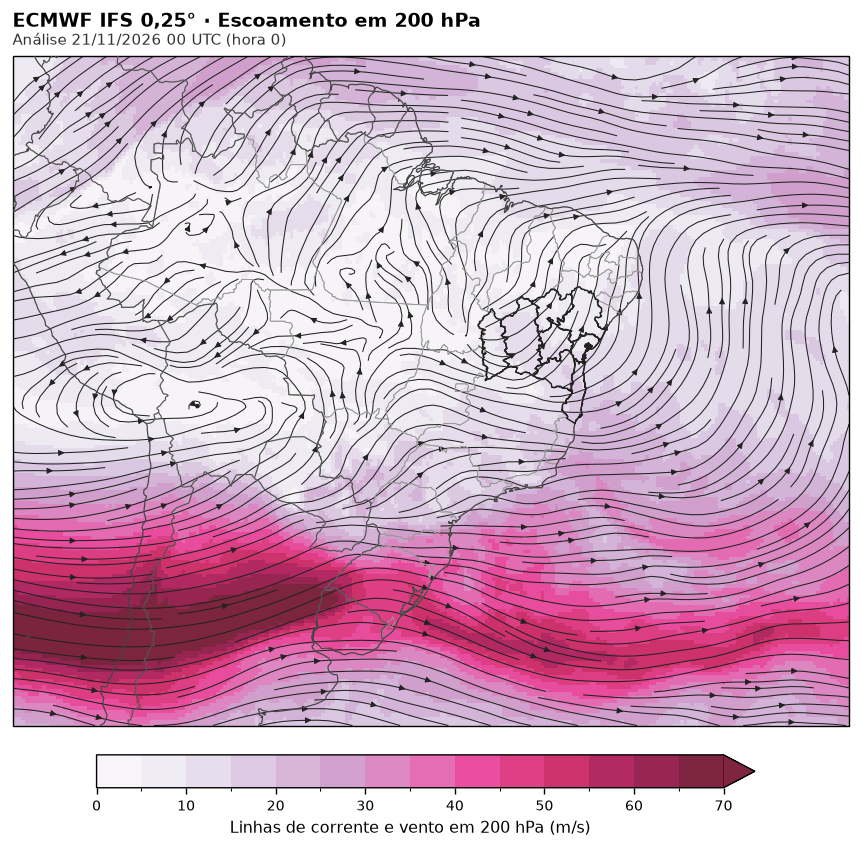 ECMWF IFS 0,25° · Escoamento em 200 hPa
Análise 21/11/2026 00 UTC (hora 0)
0 10 20 30 40 50 60 70
Linhas de corrente e vento em 200 hPa (m/s)